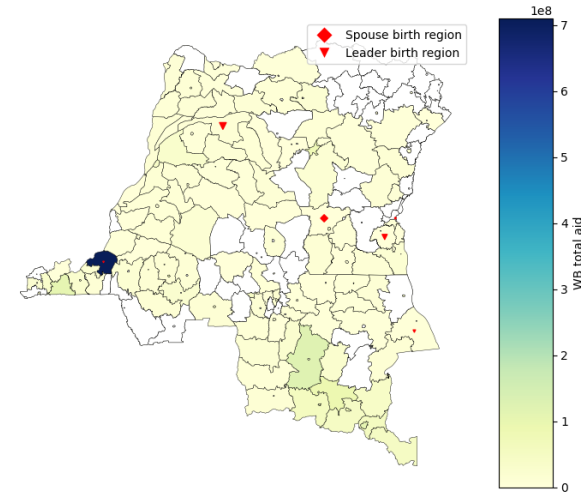 1e8
Spouse birth region
Leader birth region
7
6
5
4
3
2
1
0
WB total aid